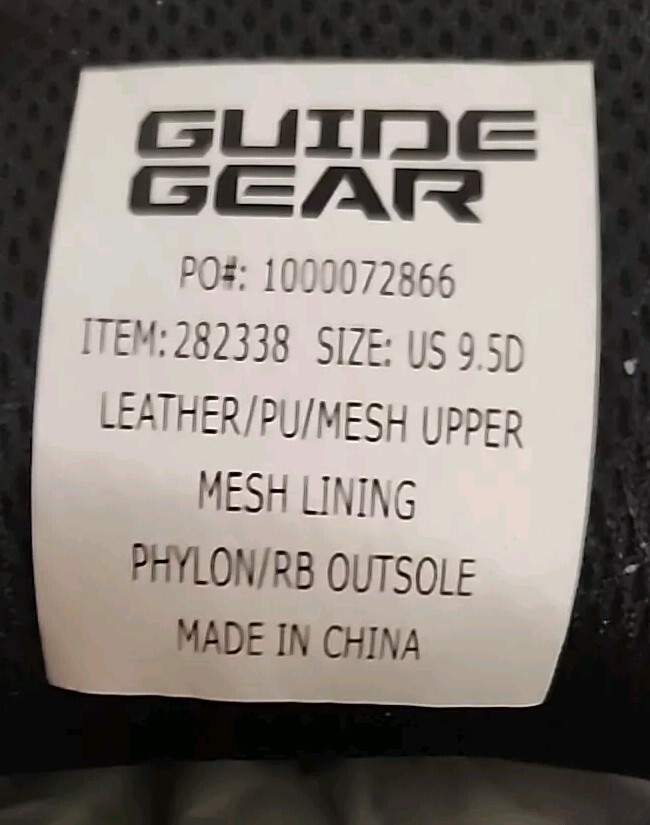 GUIDE
GEAR
PO#: 1000072866
ITEM: 282338 SIZE: US 9.5D
LEATHER/PU/MESH UPPER
MESH LINING
PHYLON/RB OUTSOLE
MADE IN CHINA